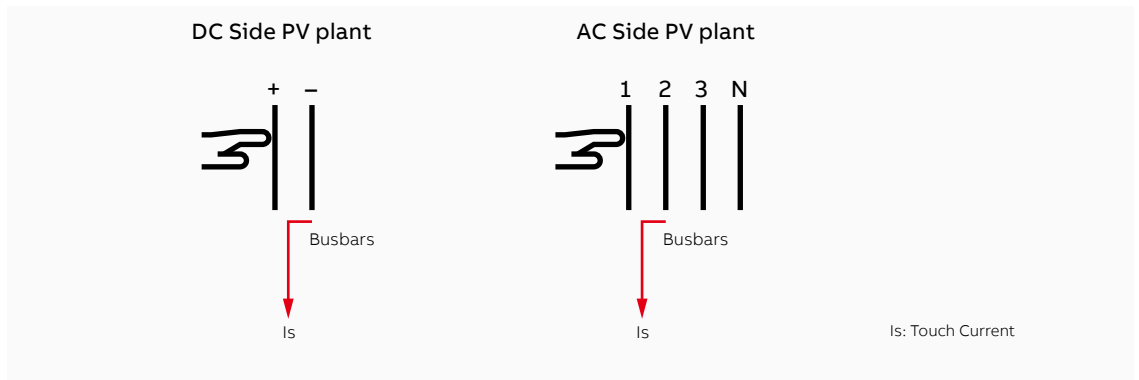 DC Side PV plant
AC Side PV plant
+ –
1 2 3 N
Busbars
Busbars
Is
Is
Is: Touch Current